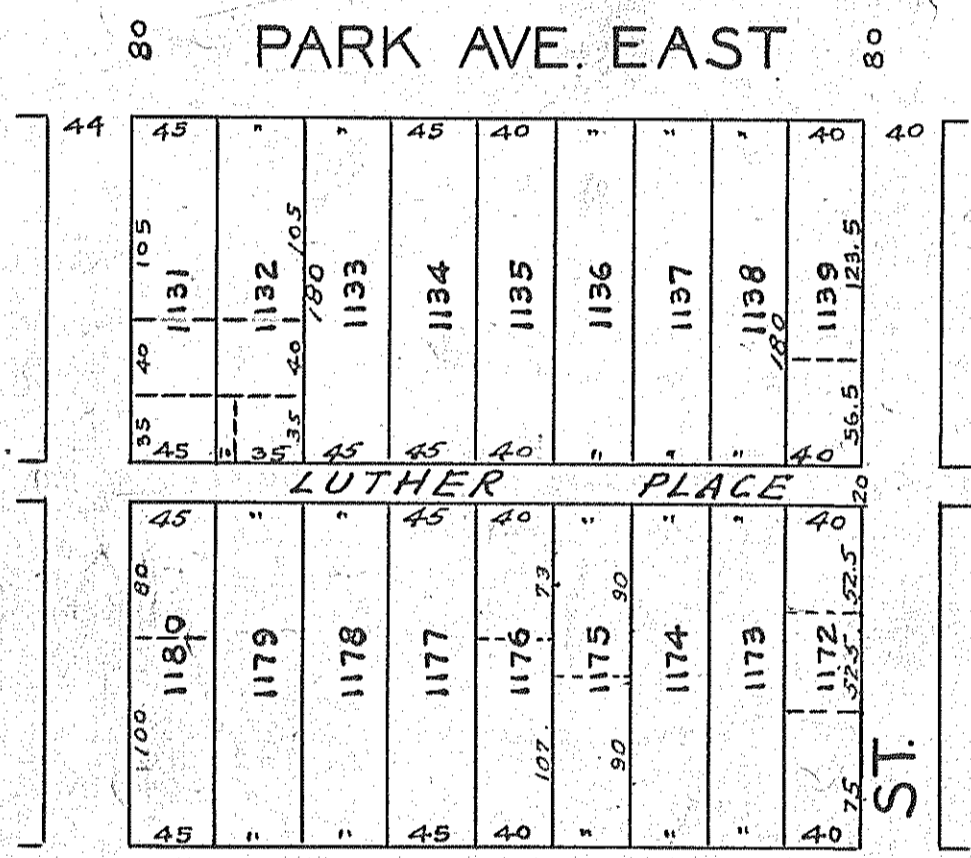 80 PARK AVE. EAST 80
44 45 " " 45 40 " " " 40 40
105 105 123.5
1131 1132 180 1133 1134 1135 1136 1137 1138 180 1139
40 40
35 135 56.5
45 " 35 45 45 40 " " " 40
LUTHER PLACE 20
45 " " 45 40 " " " 40
80 73 90 52.5
1180 1179 1178 1177 1176 1175 1174 1173 1172 52.5
100 107 90 75 ST.
45 " " 45 40 " " " 40